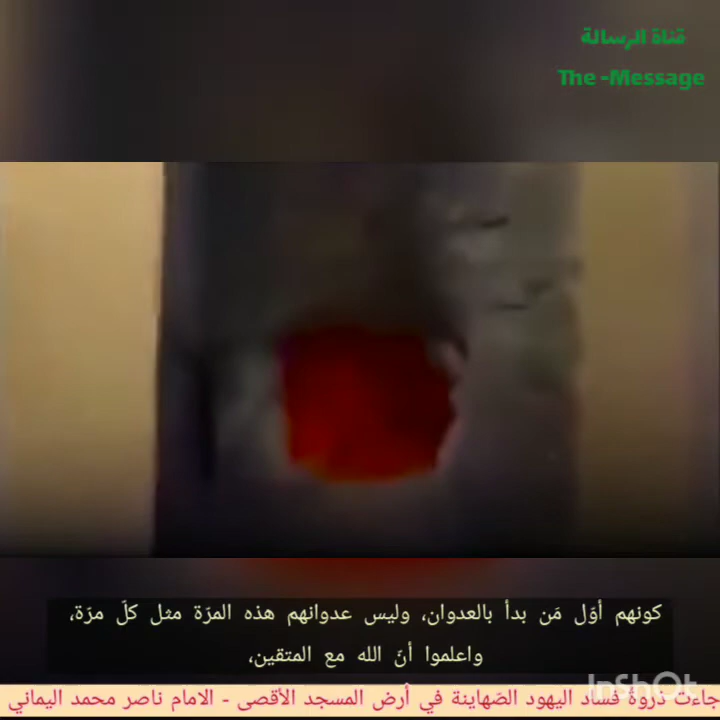 قناة الرسالة
The -Message
كونهم أوّل مَن بدأ بالعدوان، وليس عدوانهم هذه المرّة مثل كلّ مرّة،
واعلموا أنّ الله مع المتقين،
InShOt
جاءت ذروة فساد اليهود الصّهاينة في أرض المسجد الأقصى - الامام ناصر محمد اليماني